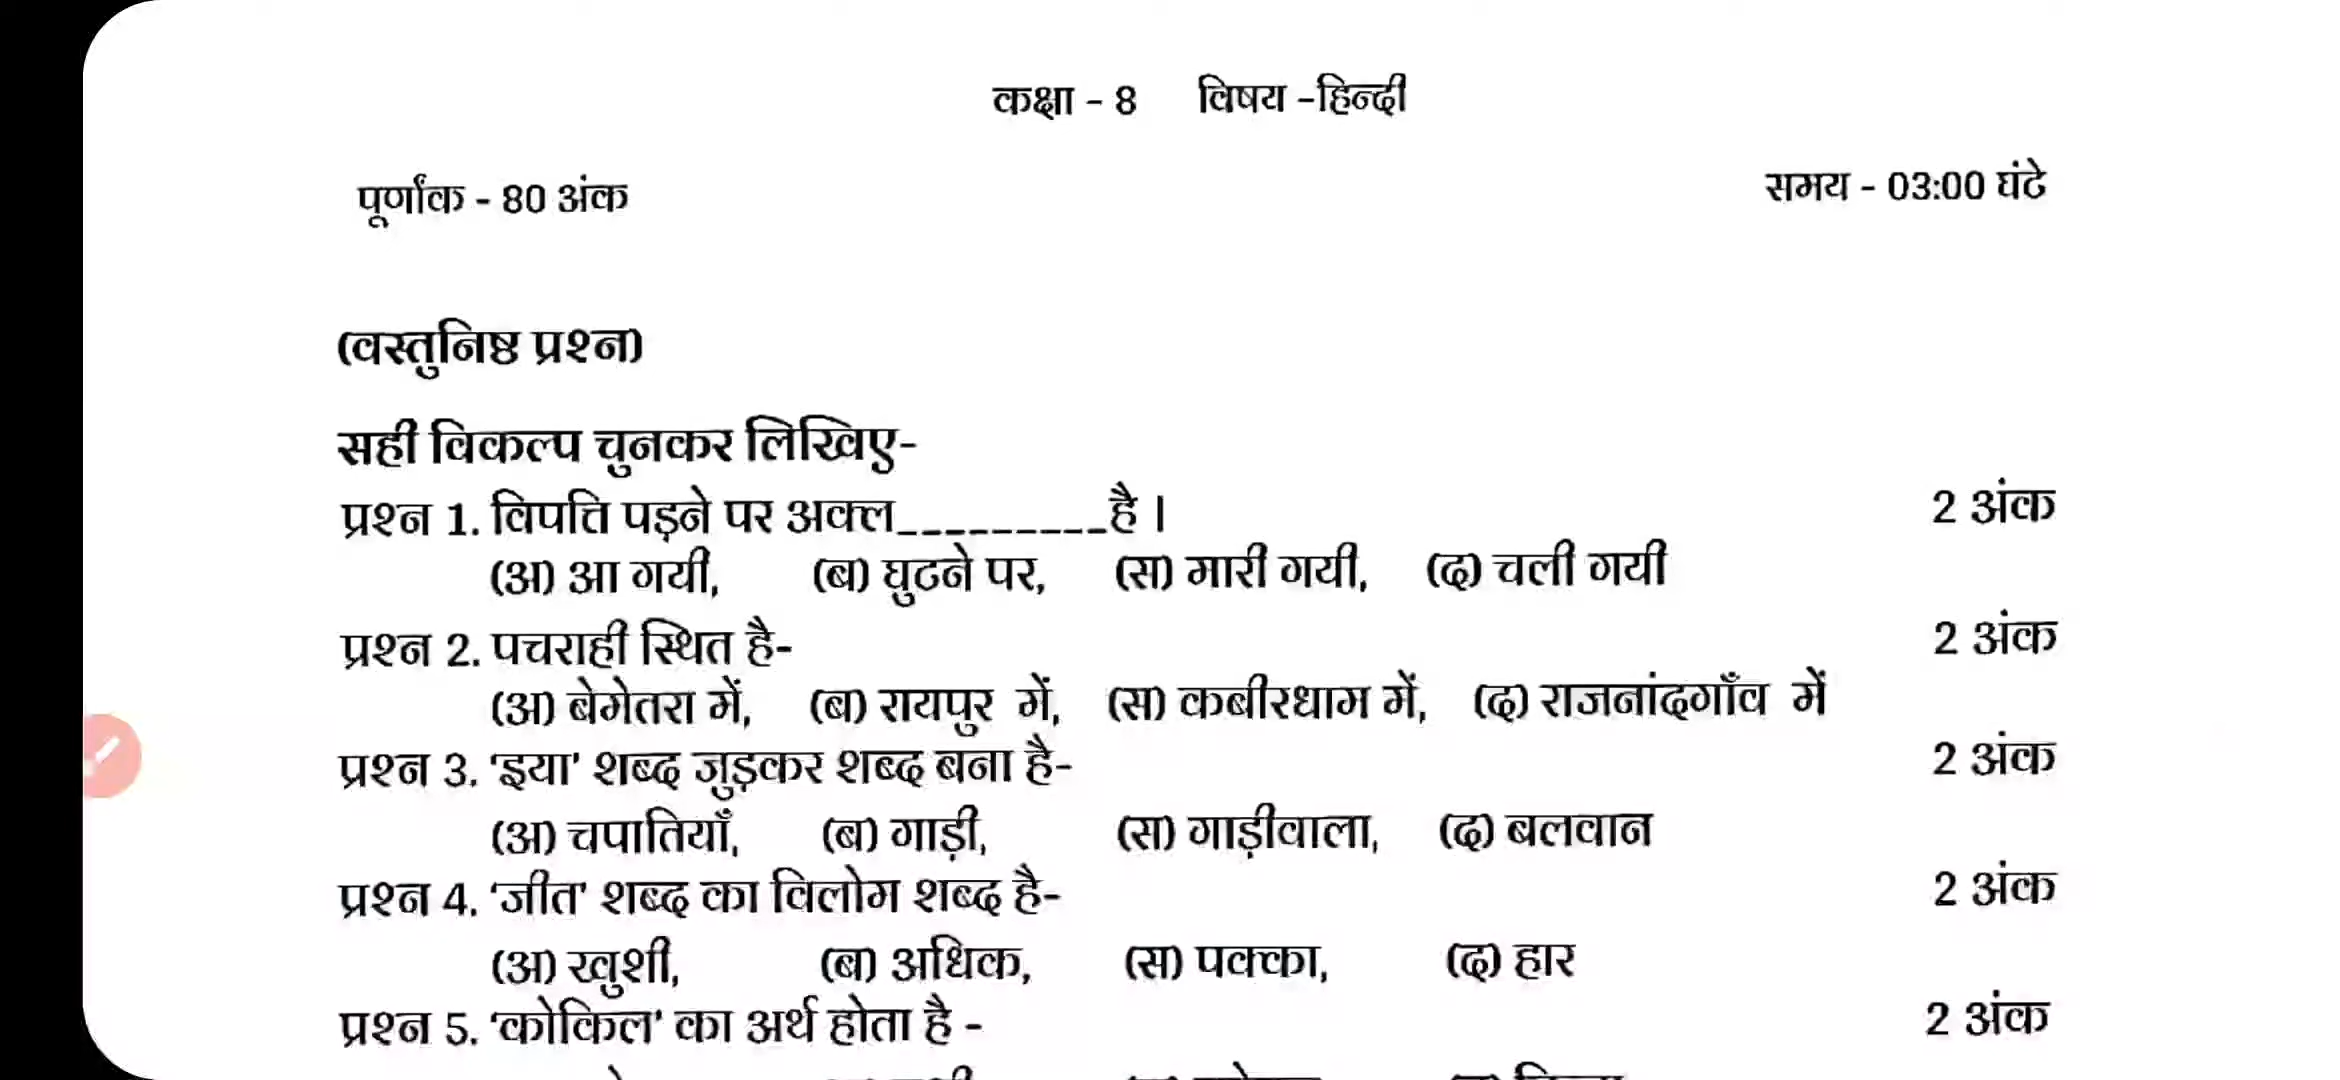 कक्षा - 8 विषय -हिन्दी
पूर्णांक - 80 अंक समय - 03:00 घंटे
(वस्तुनिष्ठ प्रश्न)
सही विकल्प चुनकर लिखिए-
प्रश्न 1. विपत्ति पड़ने पर अक्ल_________है। 2 अंक
(अ) आ गयी, (ब) घुटने पर, (स) मारी गयी, (द) चली गयी
प्रश्न 2. पचराही स्थित है- 2 अंक
(अ) बेमेतरा में, (ब) रायपुर में, (स) कबीरधाम में, (द) राजनांदगाँव में
प्रश्न 3. 'इया' शब्द जुड़कर शब्द बना है- 2 अंक
(अ) चपातियाँ, (ब) गाड़ी, (स) गाड़ीवाला, (द) बलवान
प्रश्न 4. 'जीत' शब्द का विलोम शब्द है- 2 अंक
(अ) खुशी, (ब) अधिक, (स) पक्का, (द) हार
प्रश्न 5. 'कोकिल' का अर्थ होता है - 2 अंक